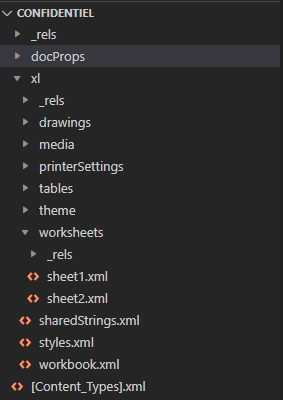 CONFIDENTIEL
_rels
docProps
xl
_rels
drawings
media
printerSettings
tables
theme
worksheets
_rels
sheet1.xml
sheet2.xml
sharedStrings.xml
styles.xml
workbook.xml
[Content_Types].xml